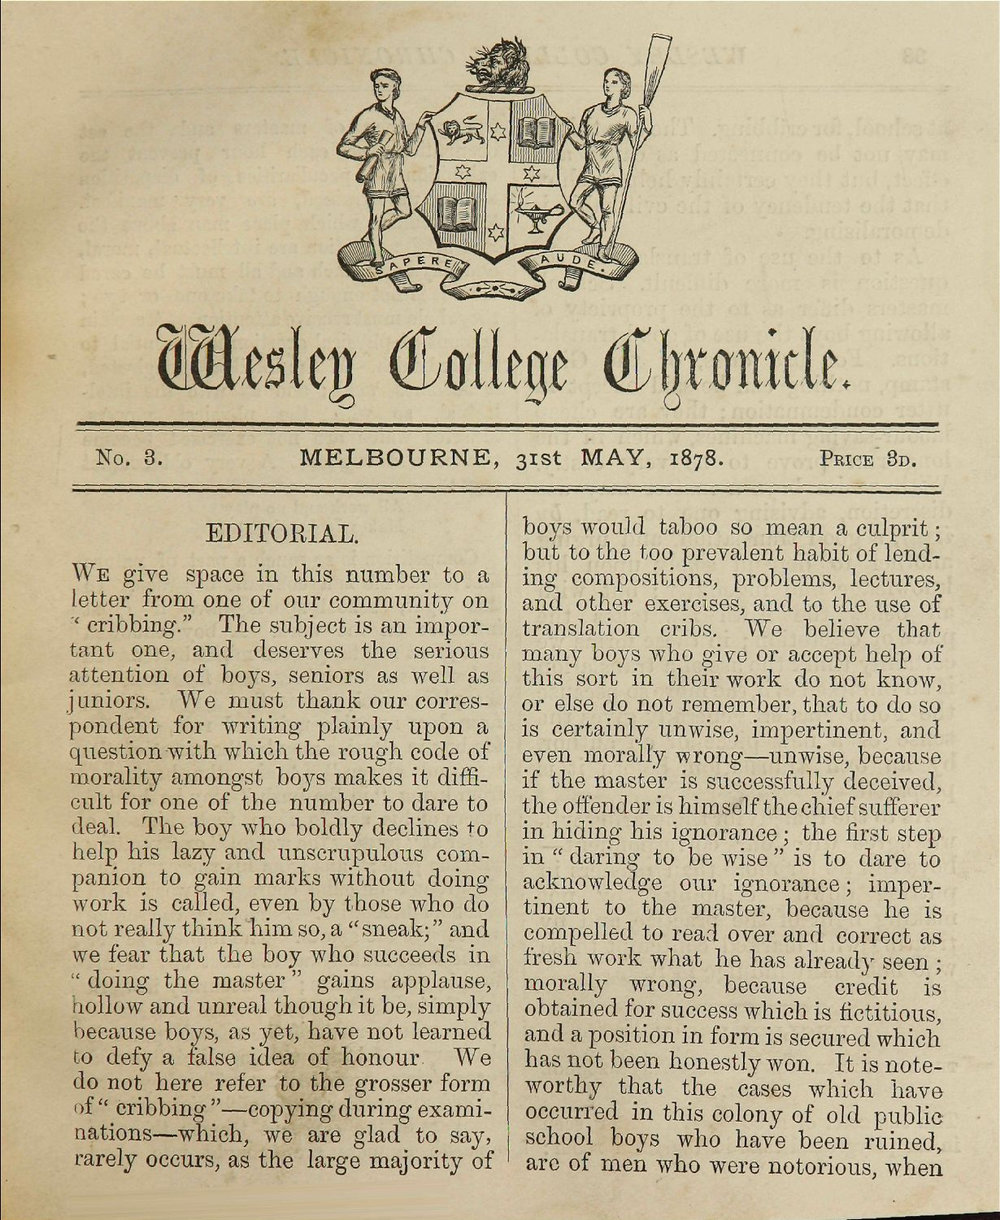 SAPERE AUDE.
Wesley College Chronicle.
No. 3. MELBOURNE, 31st MAY, 1878. Price 3d.
EDITORIAL.
We give space in this number to a
letter from one of our community on
“ cribbing.” The subject is an impor-
tant one, and deserves the serious
attention of boys, seniors as well as
juniors. We must thank our corres-
pondent for writing plainly upon a
question with which the rough code of
morality amongst boys makes it diffi-
cult for one of the number to dare to
deal. The boy who boldly declines to
help his lazy and unscrupulous com-
panion to gain marks without doing
work is called, even by those who do
not really think him so, a “sneak;” and
we fear that the boy who succeeds in
“ doing the master” gains applause,
hollow and unreal though it be, simply
because boys, as yet, have not learned
to defy a false idea of honour. We
do not here refer to the grosser form
of “ cribbing ”—copying during exami-
nations—which, we are glad to say,
rarely occurs, as the large majority of
boys would taboo so mean a culprit ;
but to the too prevalent habit of lend-
ing compositions, problems, lectures,
and other exercises, and to the use of
translation cribs. We believe that
many boys who give or accept help of
this sort in their work do not know,
or else do not remember, that to do so
is certainly unwise, impertinent, and
even morally wrong—unwise, because
if the master is successfully deceived,
the offender is himself the chief sufferer
in hiding his ignorance ; the first step
in “ daring to be wise ” is to dare to
acknowledge our ignorance ; imper-
tinent to the master, because he is
compelled to read over and correct as
fresh work what he has already seen ;
morally wrong, because credit is
obtained for success which is fictitious,
and a position in form is secured which
has not been honestly won. It is note-
worthy that the cases which have
occurred in this colony of old public
school boys who have been ruined,
are of men who were notorious, when